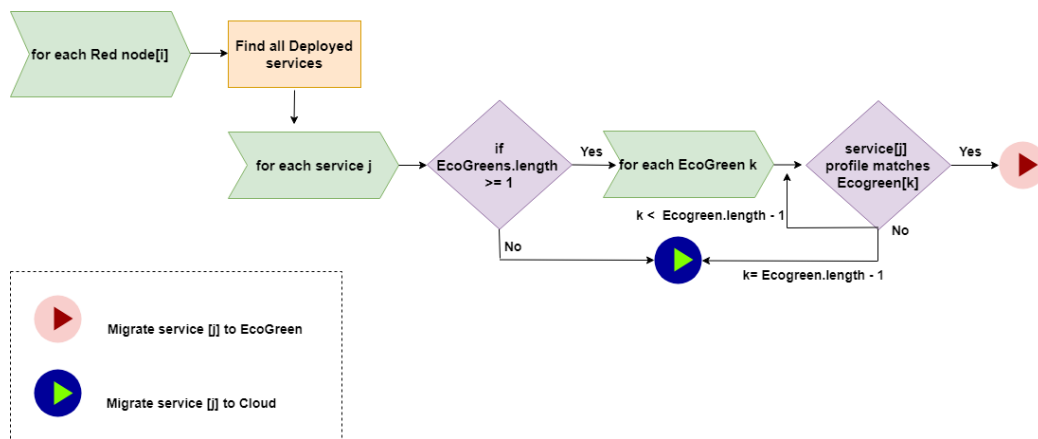 for each Red node[i]
Find all Deployed
services
for each service j
if
EcoGreens.length
>= 1
Yes
for each EcoGreen k
service[j]
profile matches
Ecogreen[k]
Yes
k <  Ecogreen.length - 1
No
No
k= Ecogreen.length - 1
Migrate service [j] to EcoGreen
Migrate service [j] to Cloud